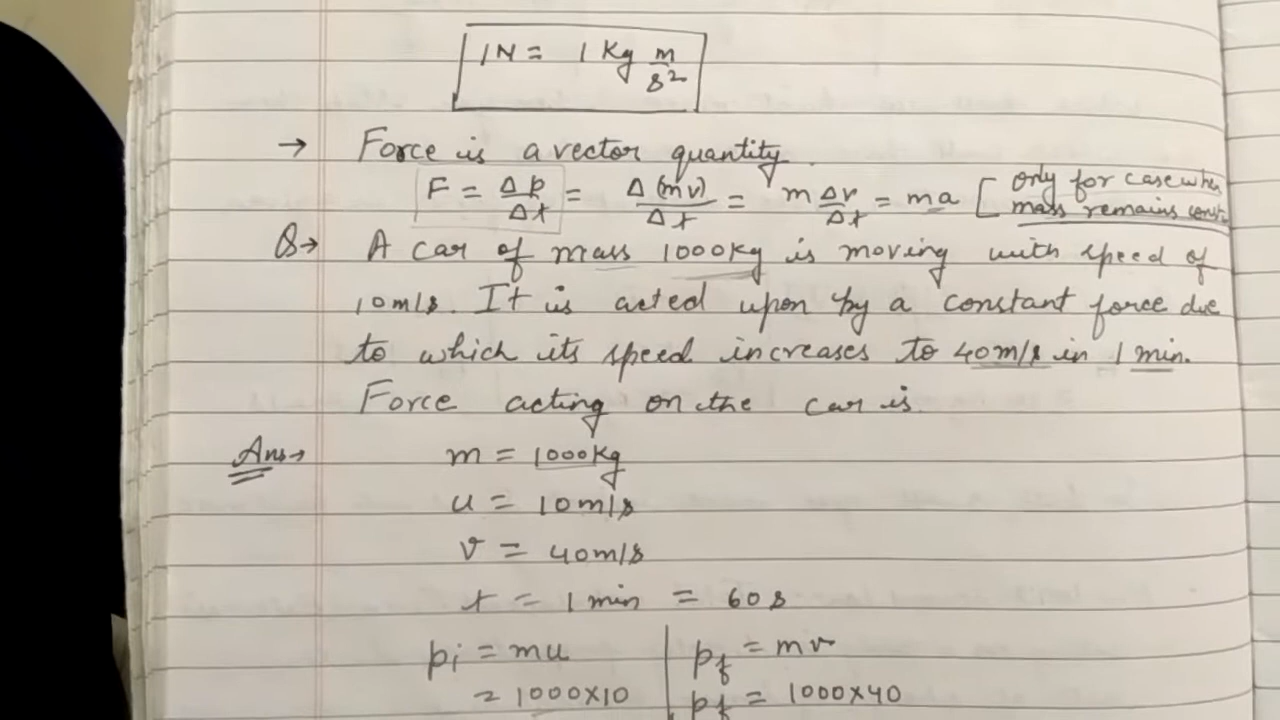 1N = 1 Kg m/s²
→ Force is a vector quantity.
F = Δp/Δt = Δ(mv)/Δt = m Δv/Δt = ma [only for case when
mass remains const
Q→ A car of mass 1000kg is moving with speed of
10m/s. It is acted upon by a constant force due
to which its speed increases to 40m/s in 1 min.
Force acting on the car is.
Ans→ m = 1000kg
u = 10m/s
v = 40m/s
t = 1 min = 60s
pi = mu | pf = mv
= 1000×10 | pf = 1000×40